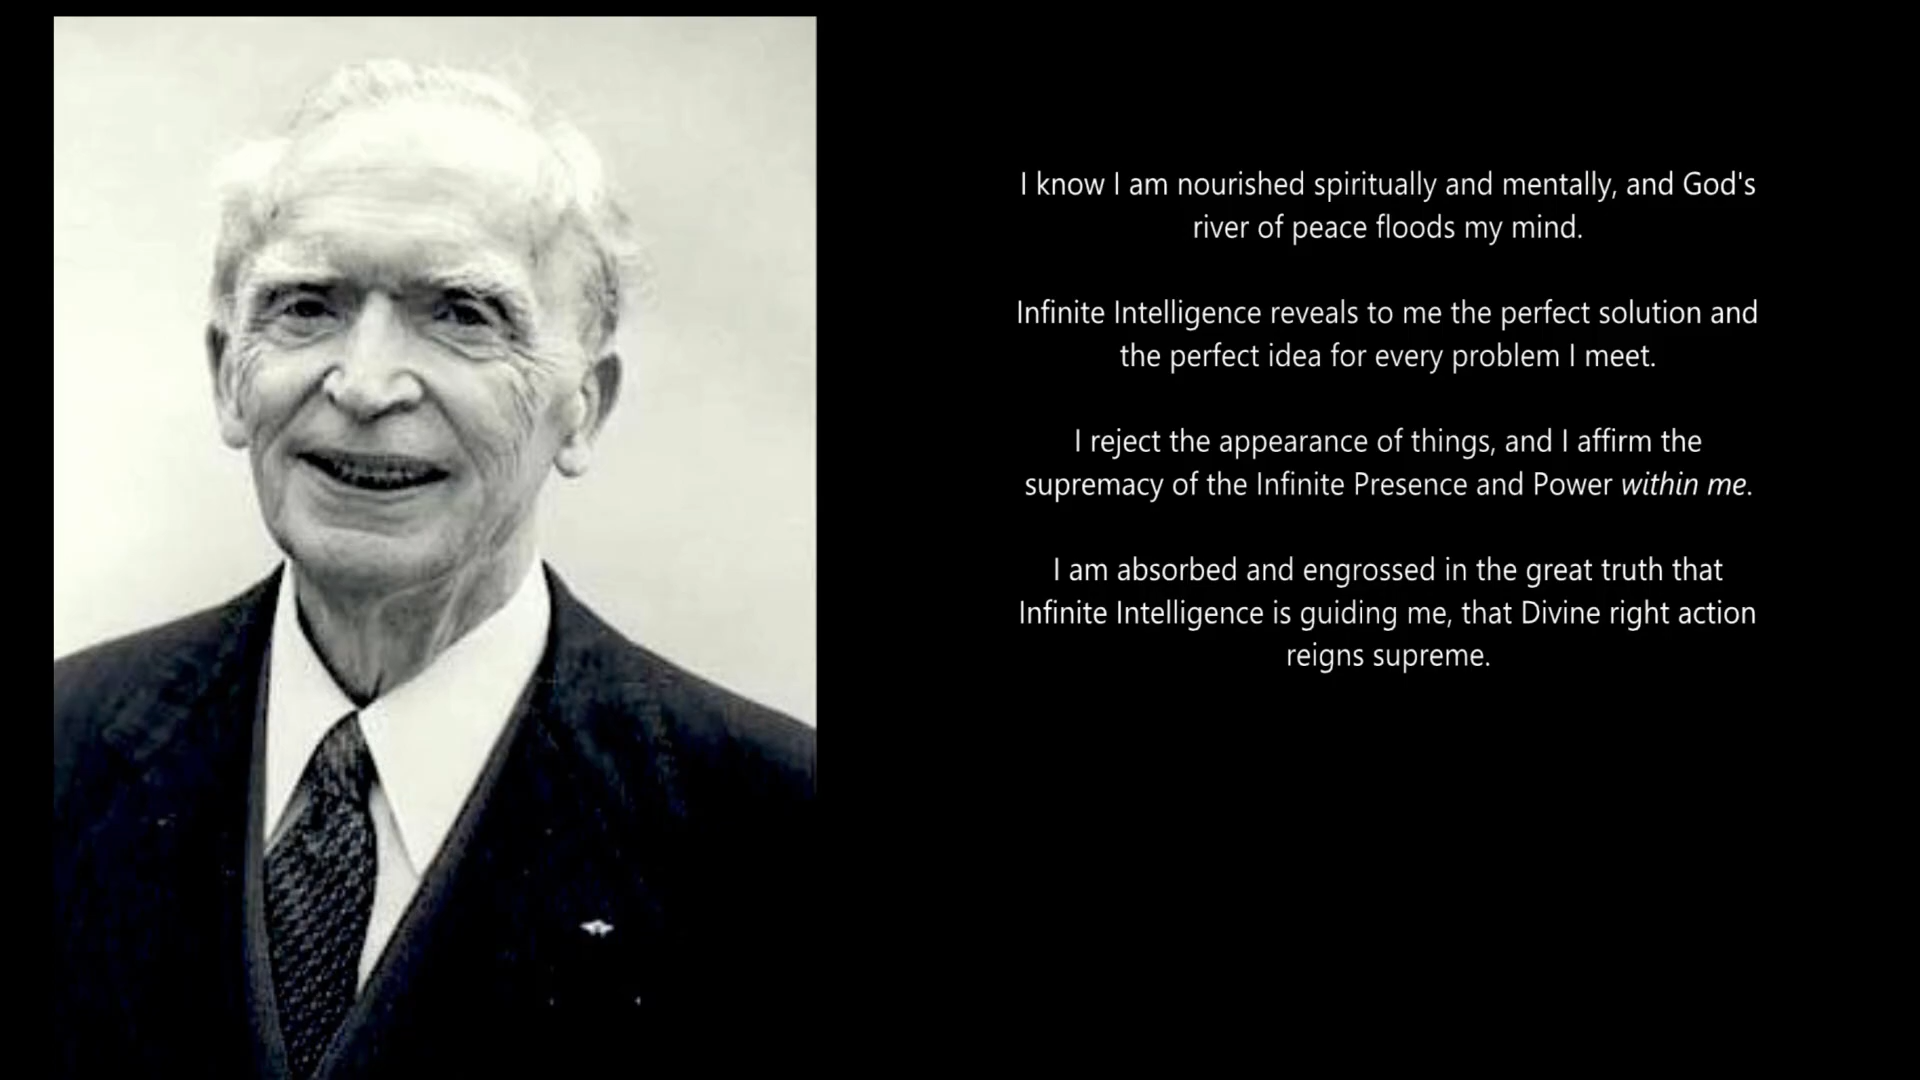 I know I am nourished spiritually and mentally, and God's
river of peace floods my mind.
Infinite Intelligence reveals to me the perfect solution and
the perfect idea for every problem I meet.
I reject the appearance of things, and I affirm the
supremacy of the Infinite Presence and Power within me.
I am absorbed and engrossed in the great truth that
Infinite Intelligence is guiding me, that Divine right action
reigns supreme.